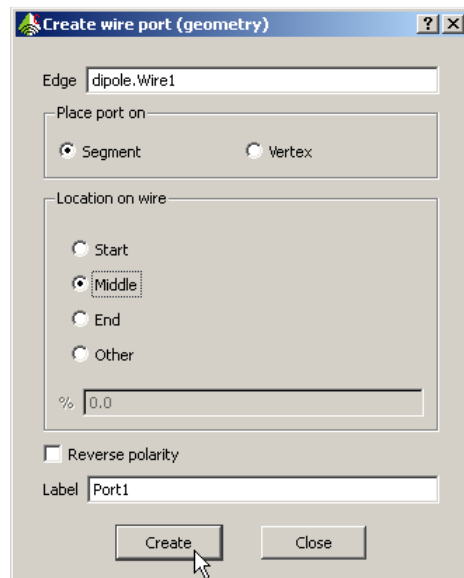 Create wire port (geometry)
Edge dipole.Wire1
Place port on
Segment Vertex
Location on wire
Start
Middle
End
Other
% 0.0
Reverse polarity
Label Port1
Create Close